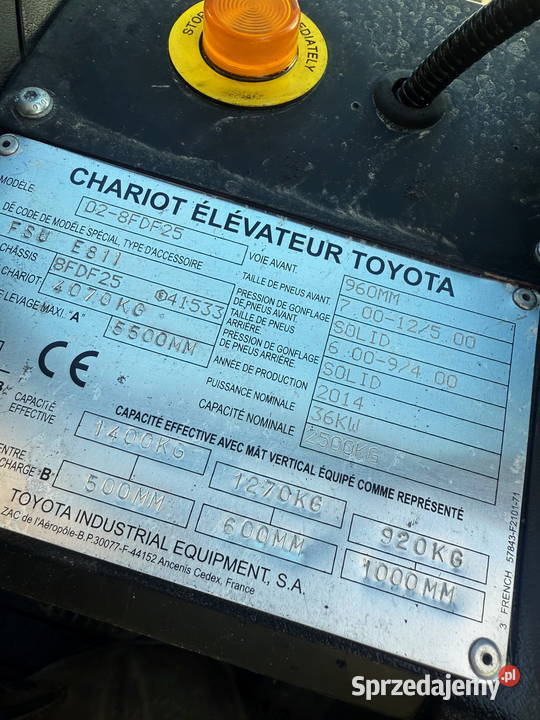 STOP
IMMEDIATELY
CHARIOT ÉLÉVATEUR TOYOTA
MODÈLE 02-8FDF25
DE CODE DE MODÈLE SPÉCIAL, TYPE D'ACCESSOIRE
FSU E811
CHÂSSIS 8FDF25 41533
CHARIOT. 4070KG
ELEVAGE MAXI. "A" 5500MM
VOIE AVANT 960MM
TAILLE DE PNEUS AVANT 7.00-12/5.00
PRESSION DE GONFLAGE DE PNEUS AVANT SOLID
TAILLE DE PNEUS ARRIÈRE. 6.00-9/4.00
PRESSION DE GONFLAGE DE PNEUS ARRIÈRE. SOLID
ANNÉE DE PRODUCTION 2014
PUISSANCE NOMINALE 36KW
CAPACITÉ NOMINALE 2500KG
CE
CAPACITÉ EFFECTIVE AVEC MÂT VERTICAL ÉQUIPÉ COMME REPRÉSENTÉ
CAPACITÉ EFFECTIVE 1400KG 1270KG 920KG
ENTRE CHARGE "B" 500MM 600MM 1000MM
TOYOTA INDUSTRIAL EQUIPMENT, S.A.
ZAC de l'Aéropôle-B.P.30077-F-44152 Ancenis Cedex, France
3 FRENCH 57843-F2101-71
Sprzedajemy.pl